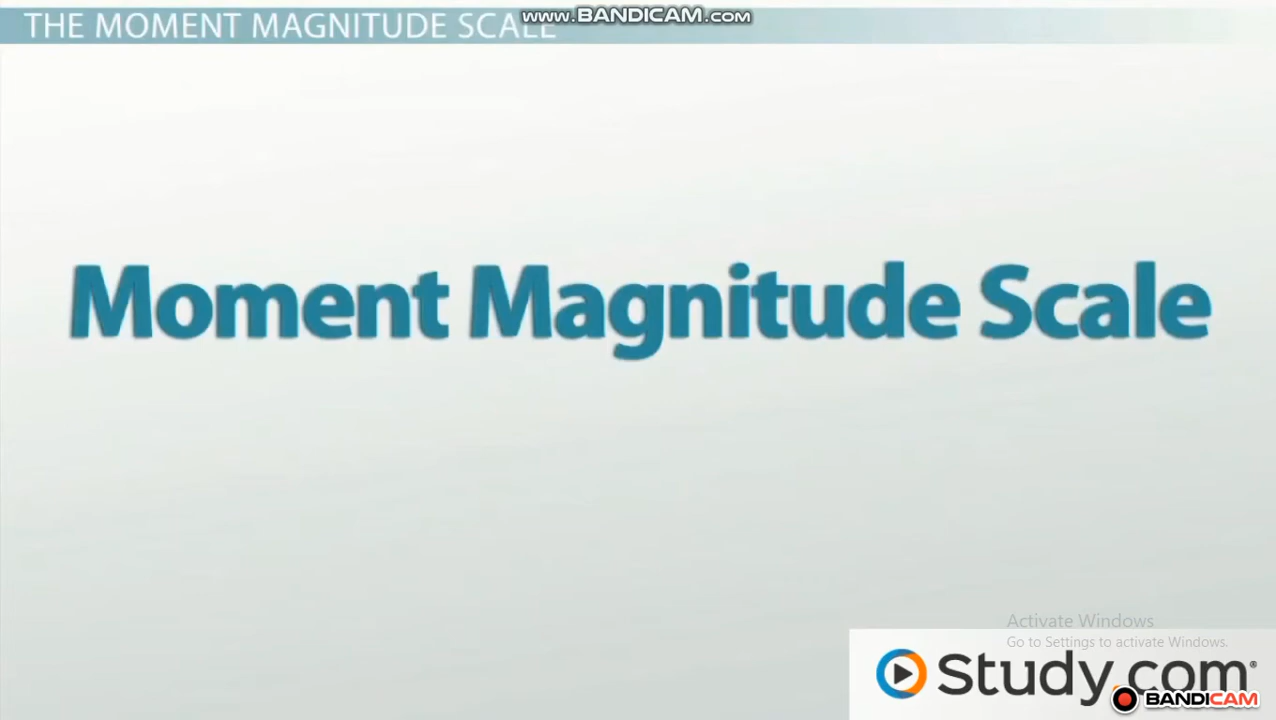 THE MOMENT MAGNITUDE SCALE
www.BANDICAM.com
Moment Magnitude Scale
Activate Windows
Go to Settings to activate Windows.
Study.com®
BANDICAM